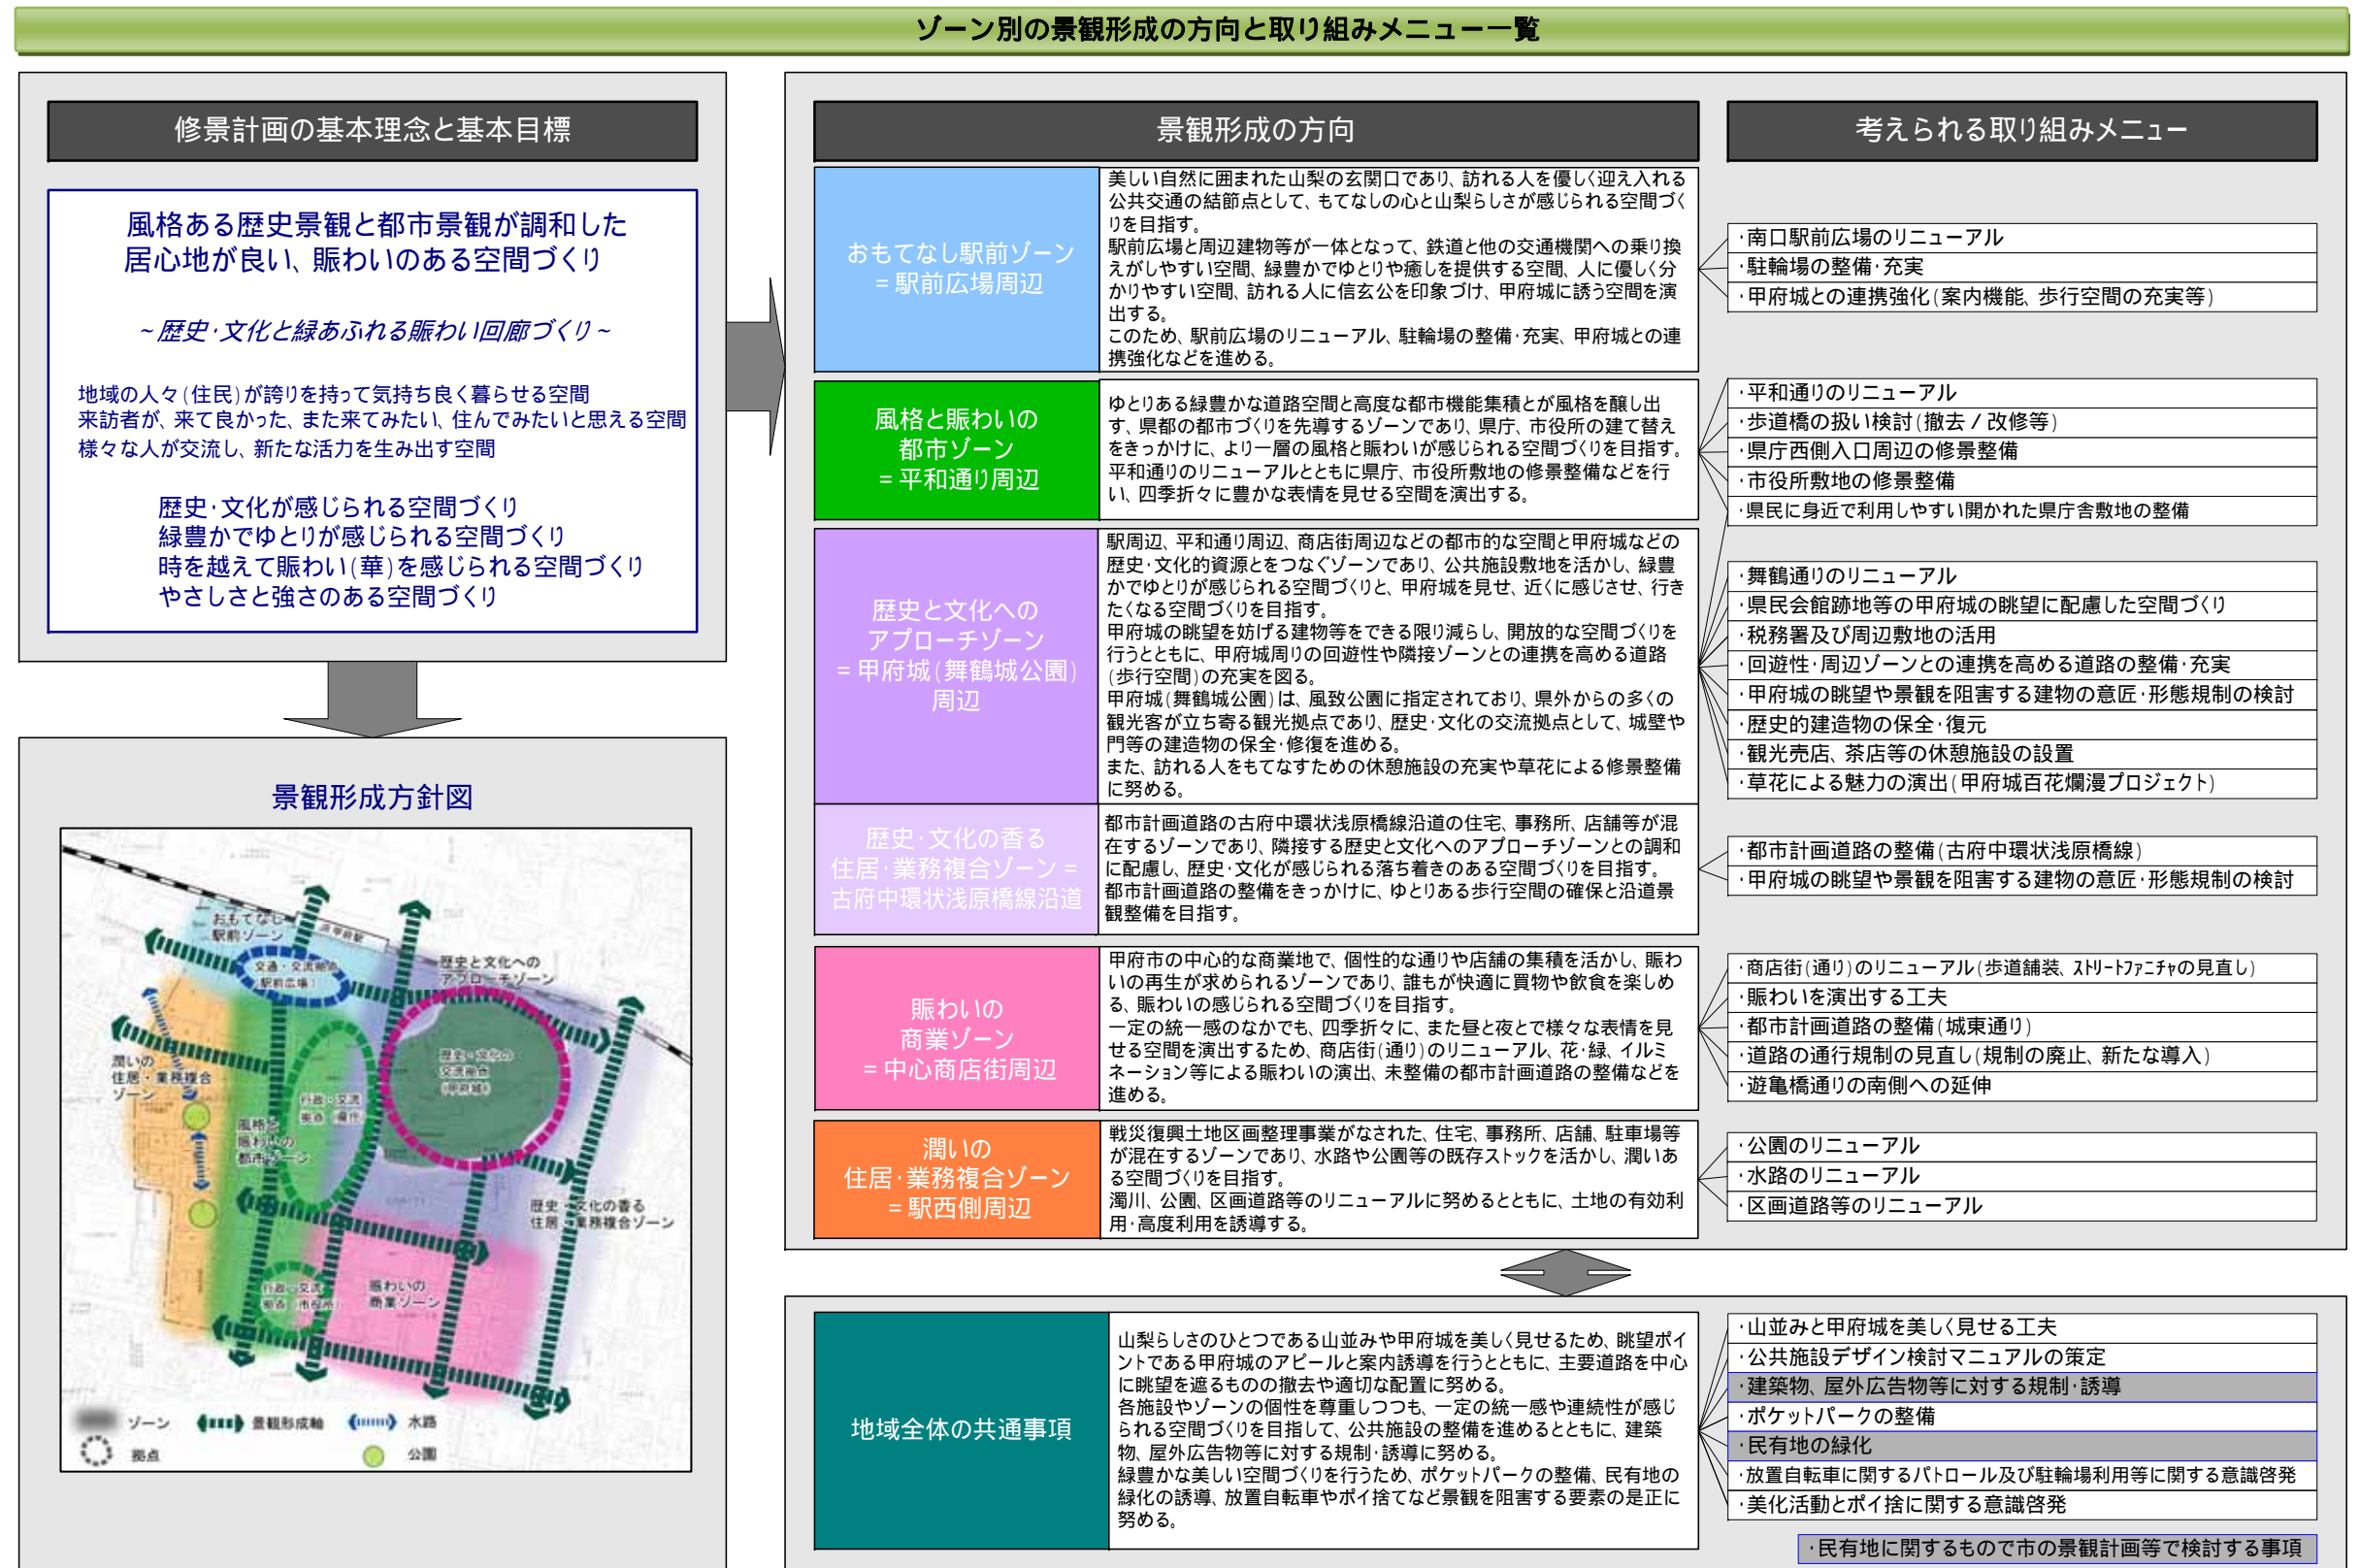 ゾーン別の景観形成の方向と取り組みメニュー一覧
修景計画の基本理念と基本目標
風格ある歴史景観と都市景観が調和した
居心地が良い、賑わいのある空間づくり
~歴史・文化と緑あふれる賑わい回廊づくり~
地域の人々(住民)が誇りを持って気持ち良く暮らせる空間
来訪者が、来て良かった、また来てみたい、住んでみたいと思える空間
様々な人が交流し、新たな活力を生み出す空間
歴史・文化が感じられる空間づくり
緑豊かでゆとりが感じられる空間づくり
時を越えて賑わい(華)を感じられる空間づくり
やさしさと強さのある空間づくり
景観形成方針図
おもてなし
駅前ゾーン
交通・交流拠点
(駅前広場)
歴史と文化への
アプローチゾーン
歴史・文化の
交流拠点
(甲府城)
潤いの
住居・業務複合
ゾーン
行政・交流
拠点(県庁)
風格と
賑わいの
都市ゾーン
歴史・文化の香る
住居・業務複合ゾーン
行政・交流
拠点(市役所)
賑わいの
商業ゾーン
ゾーン
景観形成軸
水路
拠点
公園
景観形成の方向
考えられる取り組みメニュー
おもてなし駅前ゾーン
=駅前広場周辺
美しい自然に囲まれた山梨の玄関口であり、訪れる人を優しく迎え入れる
公共交通の結節点として、もてなしの心と山梨らしさが感じられる空間づく
りを目指す。
駅前広場と周辺建物等が一体となって、鉄道と他の交通機関への乗り換
えがしやすい空間、緑豊かでゆとりや癒しを提供する空間、人に優しく分
かりやすい空間、訪れる人に信玄公を印象づけ、甲府城に誘う空間を演
出する。
このため、駅前広場のリニューアル、駐輪場の整備・充実、甲府城との連
携強化などを進める。
・南口駅前広場のリニューアル
・駐輪場の整備・充実
・甲府城との連携強化(案内機能、歩行空間の充実等)
風格と賑わいの
都市ゾーン
=平和通り周辺
ゆとりある緑豊かな道路空間と高度な都市機能集積とが風格を醸し出
す、県都の都市づくりを先導するゾーンであり、県庁、市役所の建て替え
をきっかけに、より一層の風格と賑わいが感じられる空間づくりを目指す。
平和通りのリニューアルとともに県庁、市役所敷地の修景整備などを行
い、四季折々に豊かな表情を見せる空間を演出する。
・平和通りのリニューアル
・歩道橋の扱い検討(撤去/改修等)
・県庁西側入口周辺の修景整備
・市役所敷地の修景整備
・県民に身近で利用しやすい開かれた県庁舎敷地の整備
歴史と文化への
アプローチゾーン
=甲府城(舞鶴城公園)
周辺
駅周辺、平和通り周辺、商店街周辺などの都市的な空間と甲府城などの
歴史・文化的資源とをつなぐゾーンであり、公共施設敷地を活かし、緑豊
かでゆとりが感じられる空間づくりと、甲府城を見せ、近くに感じさせ、行き
たくなる空間づくりを目指す。
甲府城の眺望を妨げる建物等をできる限り減らし、開放的な空間づくりを
行うとともに、甲府城周りの回遊性や隣接ゾーンとの連携を高める道路
(歩行空間)の充実を図る。
甲府城(舞鶴城公園)は、風致公園に指定されており、県外からの多くの
観光客が立ち寄る観光拠点であり、歴史・文化の交流拠点として、城壁や
門等の建造物の保全・修復を進める。
また、訪れる人をもてなすための休憩施設の充実や草花による修景整備
に努める。
・舞鶴通りのリニューアル
・県民会館跡地等の甲府城の眺望に配慮した空間づくり
・税務署及び周辺敷地の活用
・回遊性・周辺ゾーンとの連携を高める道路の整備・充実
・甲府城の眺望や景観を阻害する建物の意匠・形態規制の検討
・歴史的建造物の保全・復元
・観光売店、茶店等の休憩施設の設置
・草花による魅力の演出(甲府城百花爛漫プロジェクト)
歴史・文化の香る
住居・業務複合ゾーン=
古府中環状浅原橋線沿道
都市計画道路の古府中環状浅原橋線沿道の住宅、事務所、店舗等が混
在するゾーンであり、隣接する歴史と文化へのアプローチゾーンとの調和
に配慮し、歴史・文化が感じられる落ち着きのある空間づくりを目指す。
都市計画道路の整備をきっかけに、ゆとりある歩行空間の確保と沿道景
観整備を目指す。
・都市計画道路の整備(古府中環状浅原橋線)
・甲府城の眺望や景観を阻害する建物の意匠・形態規制の検討
賑わいの
商業ゾーン
=中心商店街周辺
甲府市の中心的な商業地で、個性的な通りや店舗の集積を活かし、賑わ
いの再生が求められるゾーンであり、誰もが快適に買物や飲食を楽しめ
る、賑わいの感じられる空間づくりを目指す。
一定の統一感のなかでも、四季折々に、また昼と夜とで様々な表情を見
せる空間を演出するため、商店街(通り)のリニューアル、花・緑、イルミ
ネーション等による賑わいの演出、未整備の都市計画道路の整備などを
進める。
・商店街(通り)のリニューアル(歩道舗装、ｽﾄﾘｰﾄﾌｧﾆﾁｬの見直し)
・賑わいを演出する工夫
・都市計画道路の整備(城東通り)
・道路の通行規制の見直し(規制の廃止、新たな導入)
・遊亀橋通りの南側への延伸
潤いの
住居・業務複合ゾーン
=駅西側周辺
戦災復興土地区画整理事業がなされた、住宅、事務所、店舗、駐車場等
が混在するゾーンであり、水路や公園等の既存ストックを活かし、潤いあ
る空間づくりを目指す。
濁川、公園、区画道路等のリニューアルに努めるとともに、土地の有効利
用・高度利用を誘導する。
・公園のリニューアル
・水路のリニューアル
・区画道路等のリニューアル
地域全体の共通事項
山梨らしさのひとつである山並みや甲府城を美しく見せるため、眺望ポイ
ントである甲府城のアピールと案内誘導を行うとともに、主要道路を中心
に眺望を遮るものの撤去や適切な配置に努める。
各施設やゾーンの個性を尊重しつつも、一定の統一感や連続性が感じ
られる空間づくりを目指して、公共施設の整備を進めるとともに、建築
物、屋外広告物等に対する規制・誘導に努める。
緑豊かな美しい空間づくりを行うため、ポケットパークの整備、民有地の
緑化の誘導、放置自転車やポイ捨てなど景観を阻害する要素の是正に
努める。
・山並みと甲府城を美しく見せる工夫
・公共施設デザイン検討マニュアルの策定
・建築物、屋外広告物等に対する規制・誘導
・ポケットパークの整備
・民有地の緑化
・放置自転車に関するパトロール及び駐輪場利用等に関する意識啓発
・美化活動とポイ捨に関する意識啓発
・民有地に関するもので市の景観計画等で検討する事項